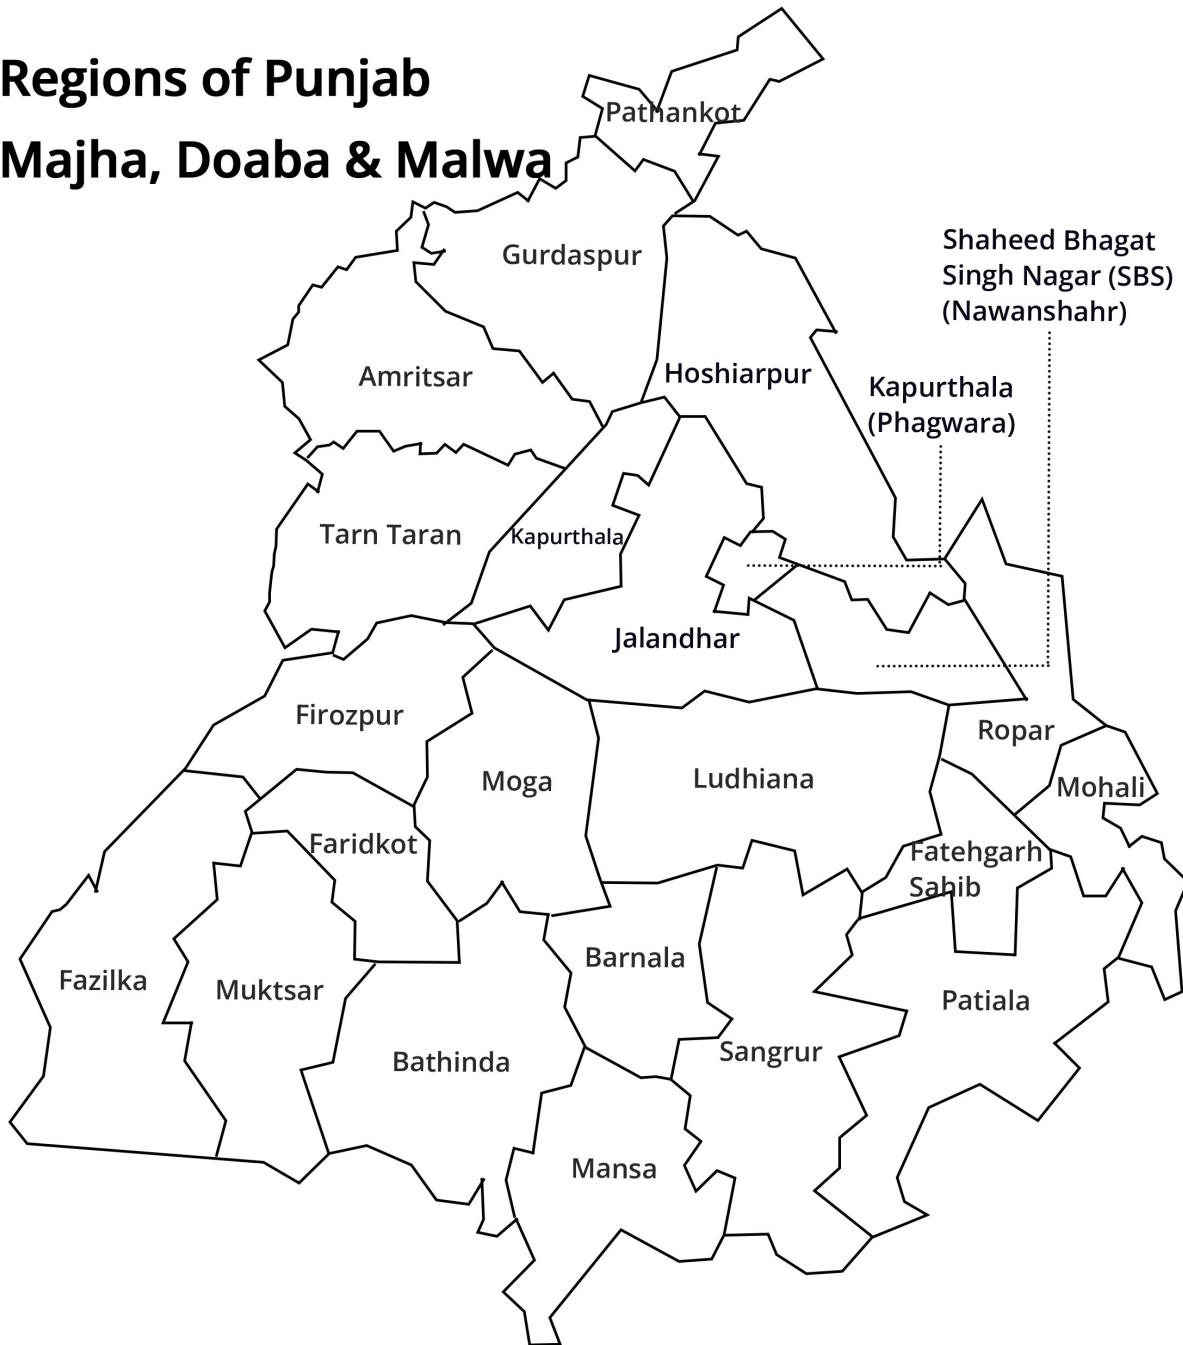 Regions of Punjab
Majha, Doaba & Malwa
Pathankot
Gurdaspur
Shaheed Bhagat
Singh Nagar (SBS)
(Nawanshahr)
Amritsar
Hoshiarpur
Kapurthala
(Phagwara)
Tarn Taran
Kapurthala
Jalandhar
Firozpur
Ropar
Moga
Ludhiana
Mohali
Faridkot
Fatehgarh
Sahib
Fazilka
Muktsar
Barnala
Patiala
Bathinda
Sangrur
Mansa